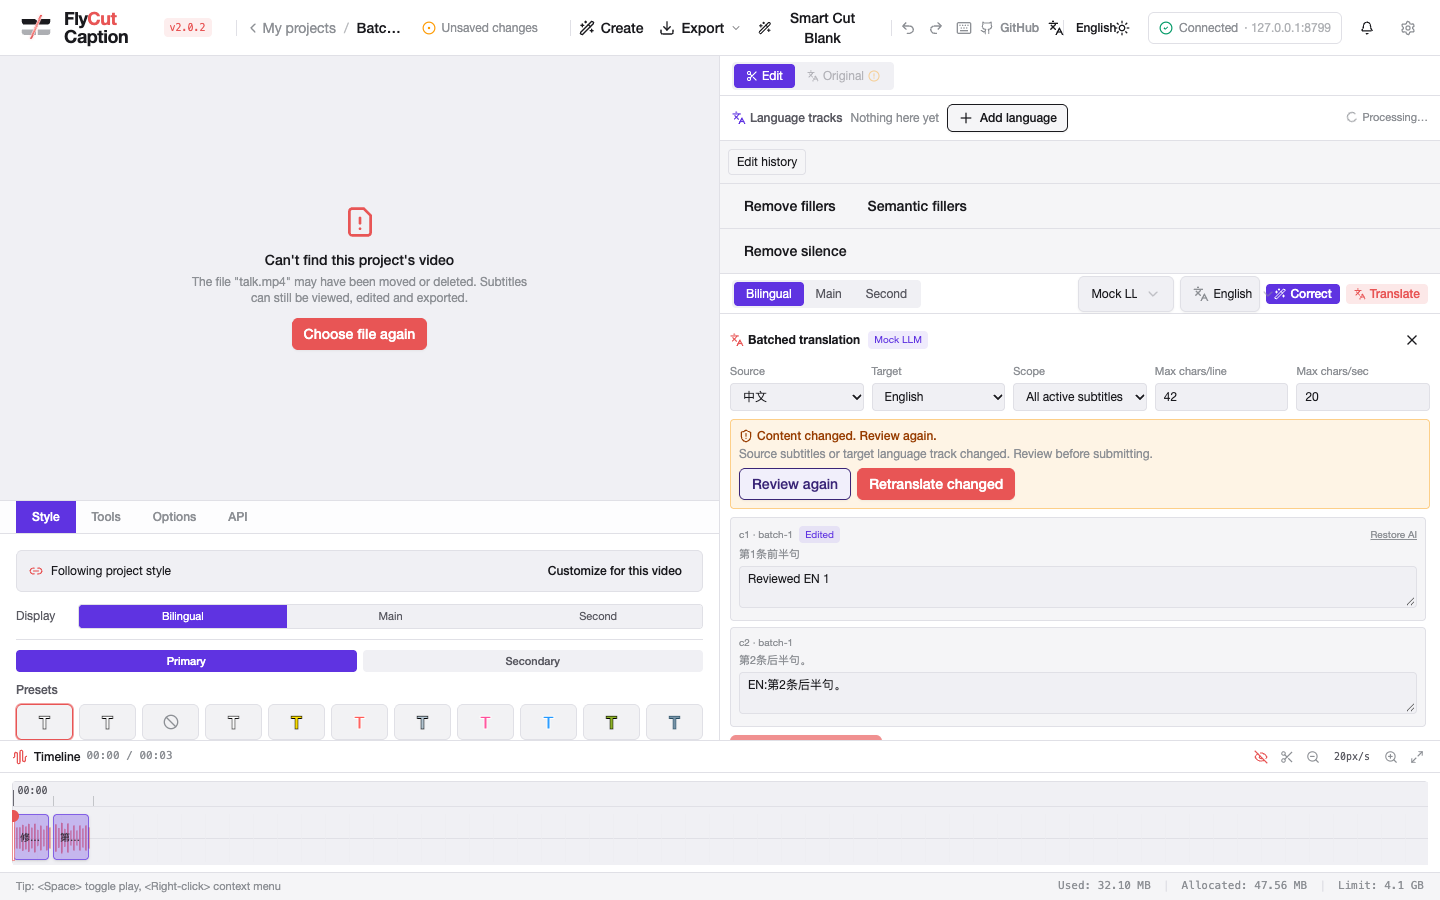 FlyCut
Caption
v2.0.2
My projects / Batc...
Unsaved changes
Create
Export
Smart Cut
Blank
GitHub
English
Connected · 127.0.0.1:8799
Can't find this project's video
The file "talk.mp4" may have been moved or deleted. Subtitles
can still be viewed, edited and exported.
Choose file again
Style
Tools
Options
API
Following project style
Customize for this video
Display
Bilingual
Main
Second
Primary
Secondary
Presets
T T T T T T T T T T
Edit
Original
Language tracks
Nothing here yet
Add language
Processing...
Edit history
Remove fillers
Semantic fillers
Remove silence
Bilingual
Main
Second
Mock LL
English
Correct
Translate
Batched translation
Mock LLM
Source
Target
Scope
Max chars/line
Max chars/sec
中文
English
All active subtitles
42
20
Content changed. Review again.
Source subtitles or target language track changed. Review before submitting.
Review again
Retranslate changed
c1 · batch-1
Edited
Restore AI
第1条前半句
Reviewed EN 1
c2 · batch-1
第2条后半句。
EN:第2条后半句。
Timeline
00:00 / 00:03
20px/s
00:00
修...
第...
Tip: <Space> toggle play, <Right-click> context menu
Used: 32.10 MB
Allocated: 47.56 MB
Limit: 4.1 GB